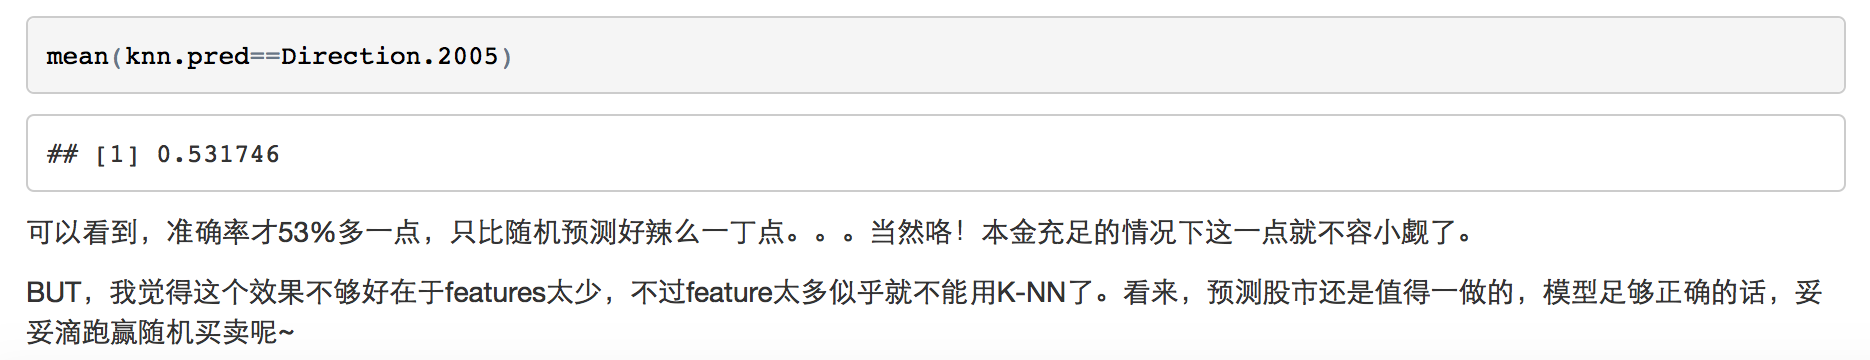 mean(knn.pred==Direction.2005)
## [1] 0.531746
可以看到，准确率才53%多一点，只比随机预测好辣么一丁点。。。当然咯！本金充足的情况下这一点就不容小觑了。
BUT，我觉得这个效果不够好在于features太少，不过feature太多似乎就不能用K-NN了。看来，预测股市还是值得一做的，模型足够正确的话，妥
妥滴跑赢随机买卖呢~